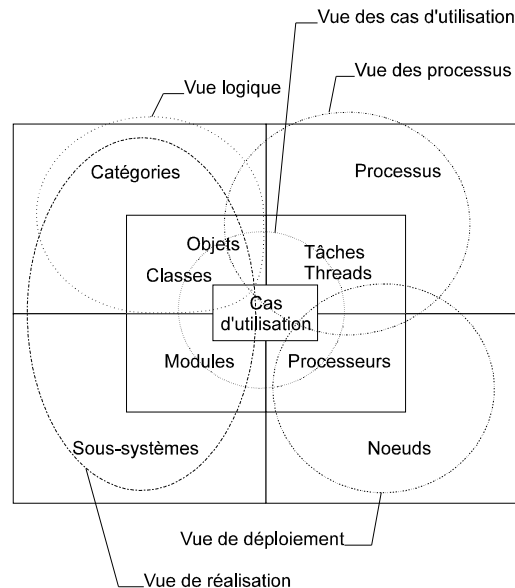 Vue des cas d'utilisation
Vue des processus
Vue logique
Catégories
Processus
Objets
Classes
Tâches
Threads
Cas
d'utilisation
Modules
Processeurs
Sous-systèmes
Noeuds
Vue de déploiement
Vue de réalisation